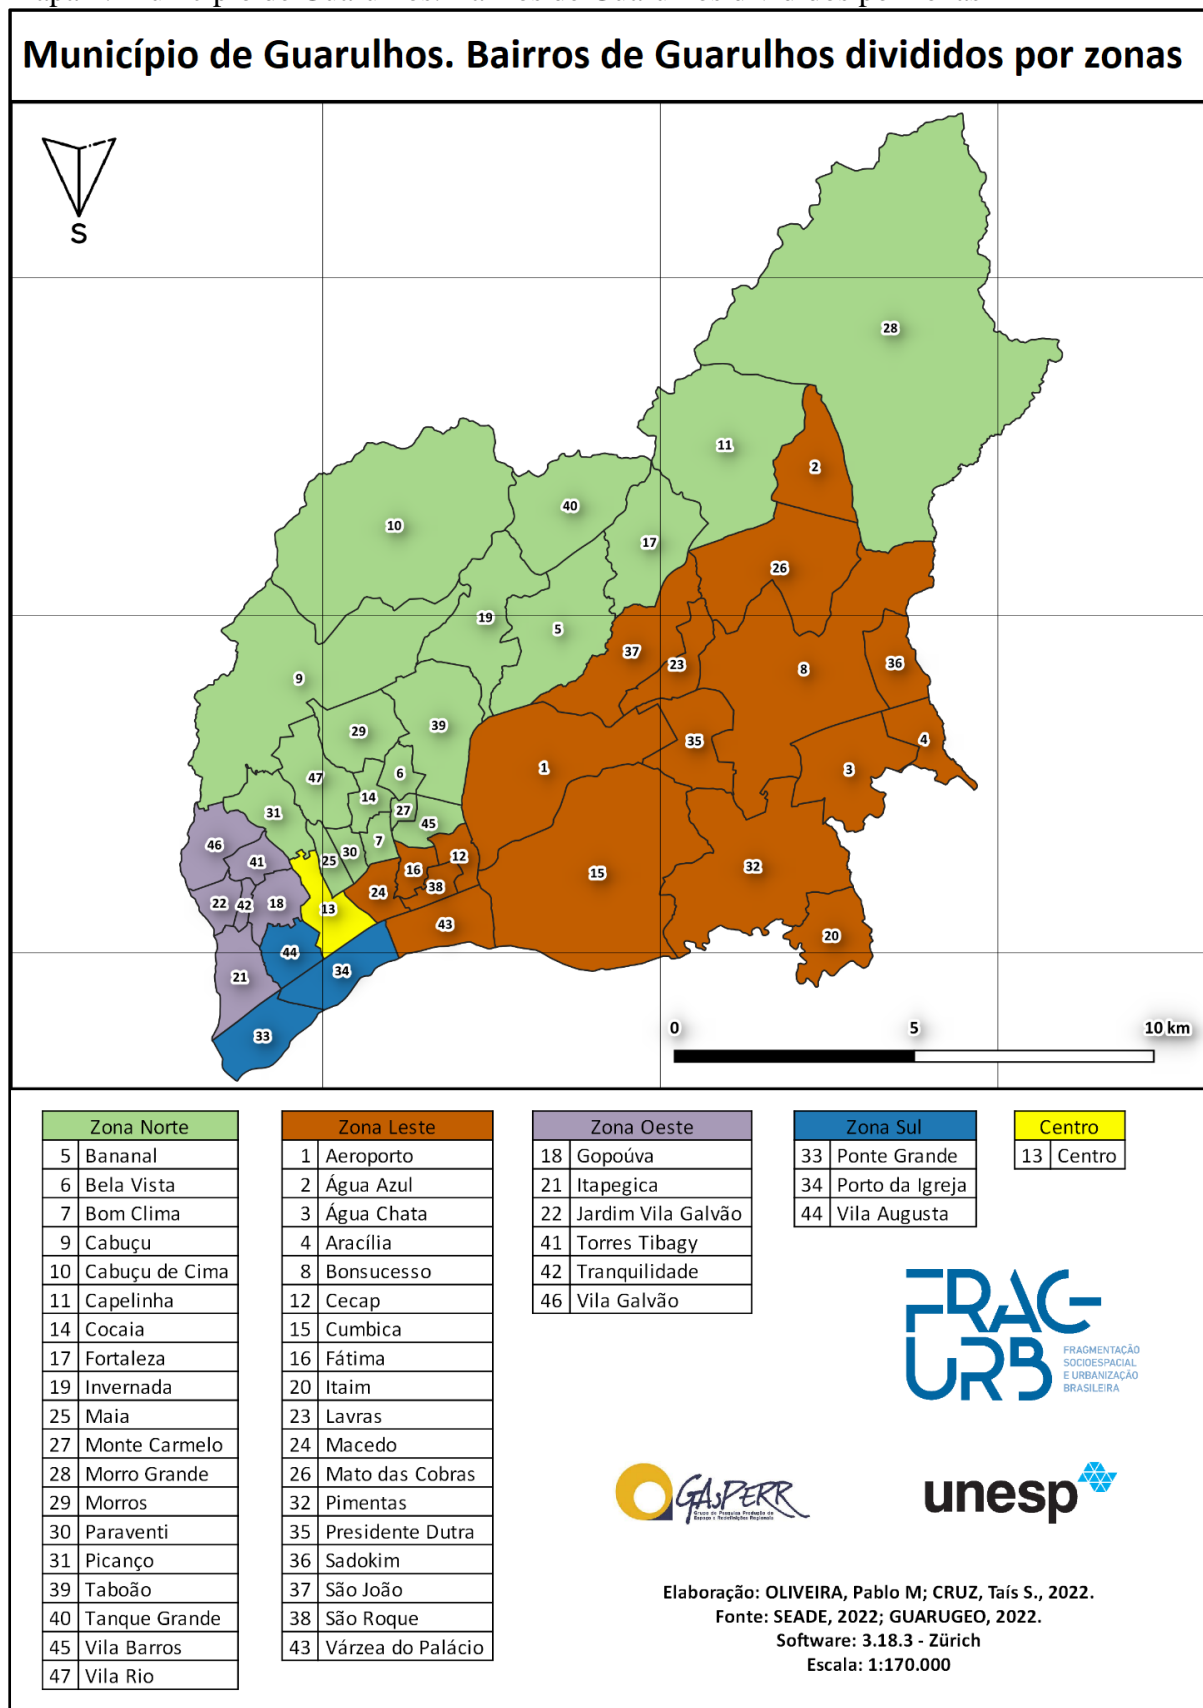 Município de Guarulhos. Bairros de Guarulhos divididos por zonas
S
28
11
2
40
10
17
26
19
5
37
23
8
36
9
39
29
35
4
1
3
6
47
14
27
31
45
7
46
30
25
41
12
16
15
32
38
24
22
42
18
13
43
20
44
34
21
33
0 5 10 km
Zona Norte
5 Bananal
6 Bela Vista
7 Bom Clima
9 Cabuçu
10 Cabuçu de Cima
11 Capelinha
14 Cocaia
17 Fortaleza
19 Invernada
25 Maia
27 Monte Carmelo
28 Morro Grande
29 Morros
30 Paraventi
31 Picanço
39 Taboão
40 Tanque Grande
45 Vila Barros
47 Vila Rio
Zona Leste
1 Aeroporto
2 Água Azul
3 Água Chata
4 Aracília
8 Bonsucesso
12 Cecap
15 Cumbica
16 Fátima
20 Itaim
23 Lavras
24 Macedo
26 Mato das Cobras
32 Pimentas
35 Presidente Dutra
36 Sadokim
37 São João
38 São Roque
43 Várzea do Palácio
Zona Oeste
18 Gopoúva
21 Itapegica
22 Jardim Vila Galvão
41 Torres Tibagy
42 Tranquilidade
46 Vila Galvão
Zona Sul
33 Ponte Grande
34 Porto da Igreja
44 Vila Augusta
Centro
13 Centro
FRAG-
URB
FRAGMENTAÇÃO
SOCIOESPACIAL
E URBANIZAÇÃO
BRASILEIRA
GAsPERR
Grupo de Pesquisa Produção do
Espaço e Redefinições Regionais
unesp
Elaboração: OLIVEIRA, Pablo M; CRUZ, Taís S., 2022.
Fonte: SEADE, 2022; GUARUGEO, 2022.
Software: 3.18.3 - Zürich
Escala: 1:170.000